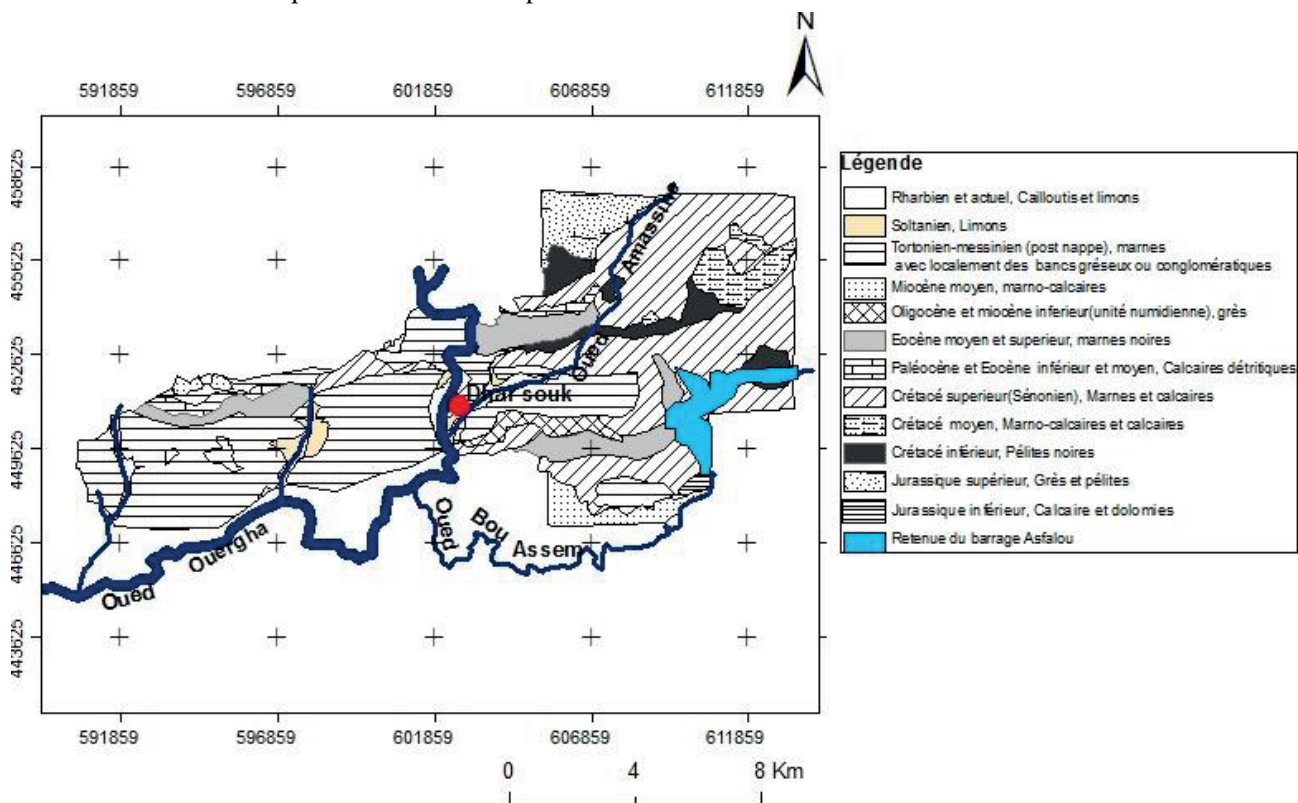 N
591859 596859 601859 606859 611859
458625
455625
452625
449625
446625
443625
Oued Amassine
Dhar souk
Oued Ouergha
Oued Bou Assem
591859 596859 601859 606859 611859
0 4 8 Km
Légende
Rharbien et actuel, Cailloutis et limons
Soltanien, Limons
Tortonien-messinien (post nappe), marnes
avec localement des bancs gréseux ou conglomératiques
Miocène moyen, marno-calcaires
Oligocène et miocène inferieur(unité numidienne), grès
Eocène moyen et superieur, marnes noires
Paléocène et Eocène inférieur et moyen, Calcaires détritiques
Crétacé superieur(Sénonien), Marnes et calcaires
Crétacé moyen, Marno-calcaires et calcaires
Crétacé inférieur, Pélites noires
Jurassique supérieur, Grès et pélites
Jurassique inférieur, Calcaire et dolomies
Retenue du barrage Asfalou